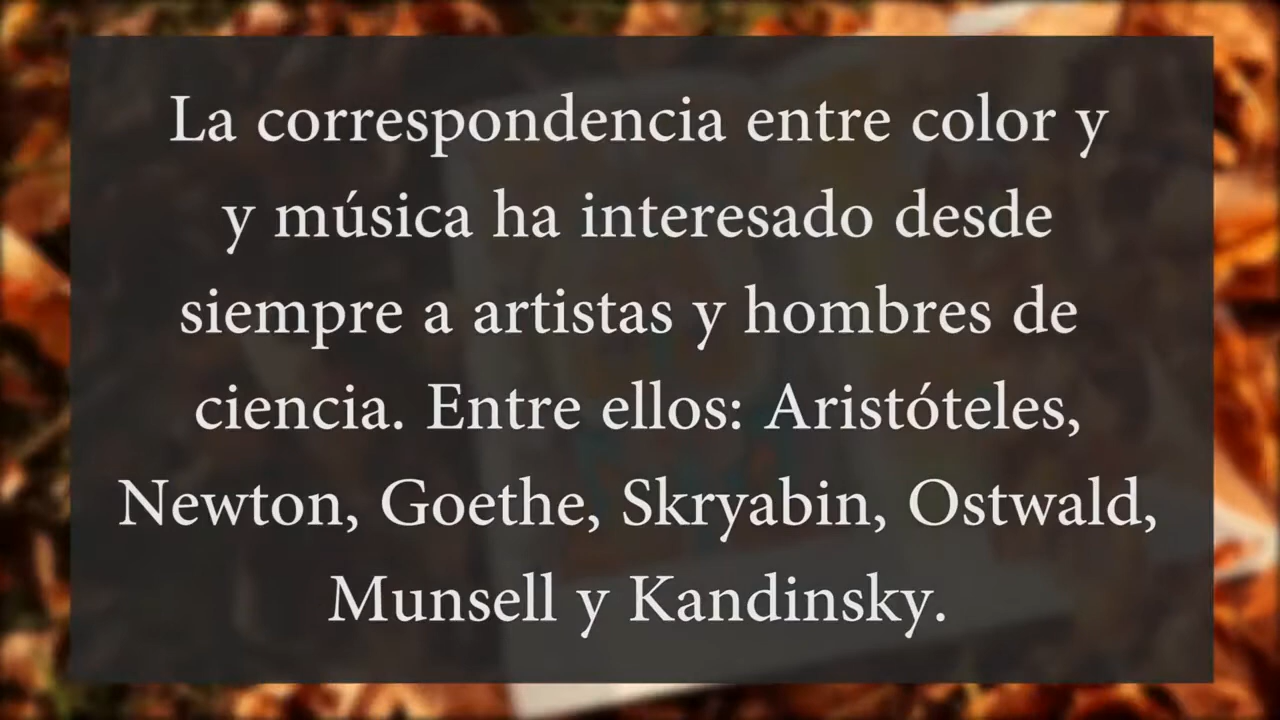 La correspondencia entre color y
y música ha interesado desde
siempre a artistas y hombres de
ciencia. Entre ellos: Aristóteles,
Newton, Goethe, Skryabin, Ostwald,
Munsell y Kandinsky.